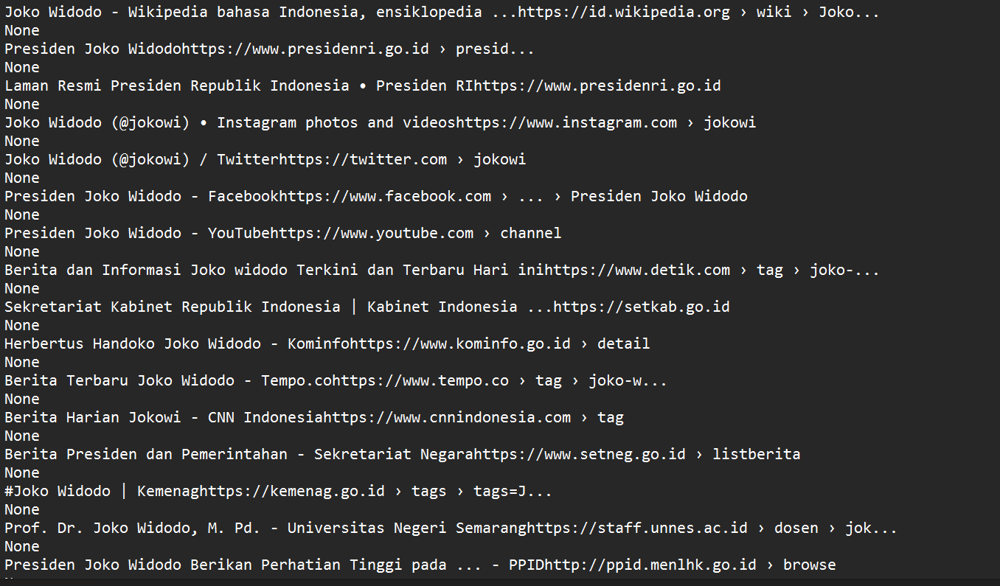 Joko Widodo - Wikipedia bahasa Indonesia, ensiklopedia ...https://id.wikipedia.org › wiki › Joko...
None
Presiden Joko Widodohttps://www.presidenri.go.id › presid...
None
Laman Resmi Presiden Republik Indonesia • Presiden RIhttps://www.presidenri.go.id
None
Joko Widodo (@jokowi) • Instagram photos and videoshttps://www.instagram.com › jokowi
None
Joko Widodo (@jokowi) / Twitterhttps://twitter.com › jokowi
None
Presiden Joko Widodo - Facebookhttps://www.facebook.com › ... › Presiden Joko Widodo
None
Presiden Joko Widodo - YouTubehttps://www.youtube.com › channel
None
Berita dan Informasi Joko widodo Terkini dan Terbaru Hari inihttps://www.detik.com › tag › joko-...
None
Sekretariat Kabinet Republik Indonesia | Kabinet Indonesia ...https://setkab.go.id
None
Herbertus Handoko Joko Widodo - Kominfohttps://www.kominfo.go.id › detail
None
Berita Terbaru Joko Widodo - Tempo.cohttps://www.tempo.co › tag › joko-w...
None
Berita Harian Jokowi - CNN Indonesiahttps://www.cnnindonesia.com › tag
None
Berita Presiden dan Pemerintahan - Sekretariat Negarahttps://www.setneg.go.id › listberita
None
#Joko Widodo | Kemenaghttps://kemenag.go.id › tags › tags=J...
None
Prof. Dr. Joko Widodo, M. Pd. - Universitas Negeri Semaranghttps://staff.unnes.ac.id › dosen › jok...
None
Presiden Joko Widodo Berikan Perhatian Tinggi pada ... - PPIDhttp://ppid.menlhk.go.id › browse